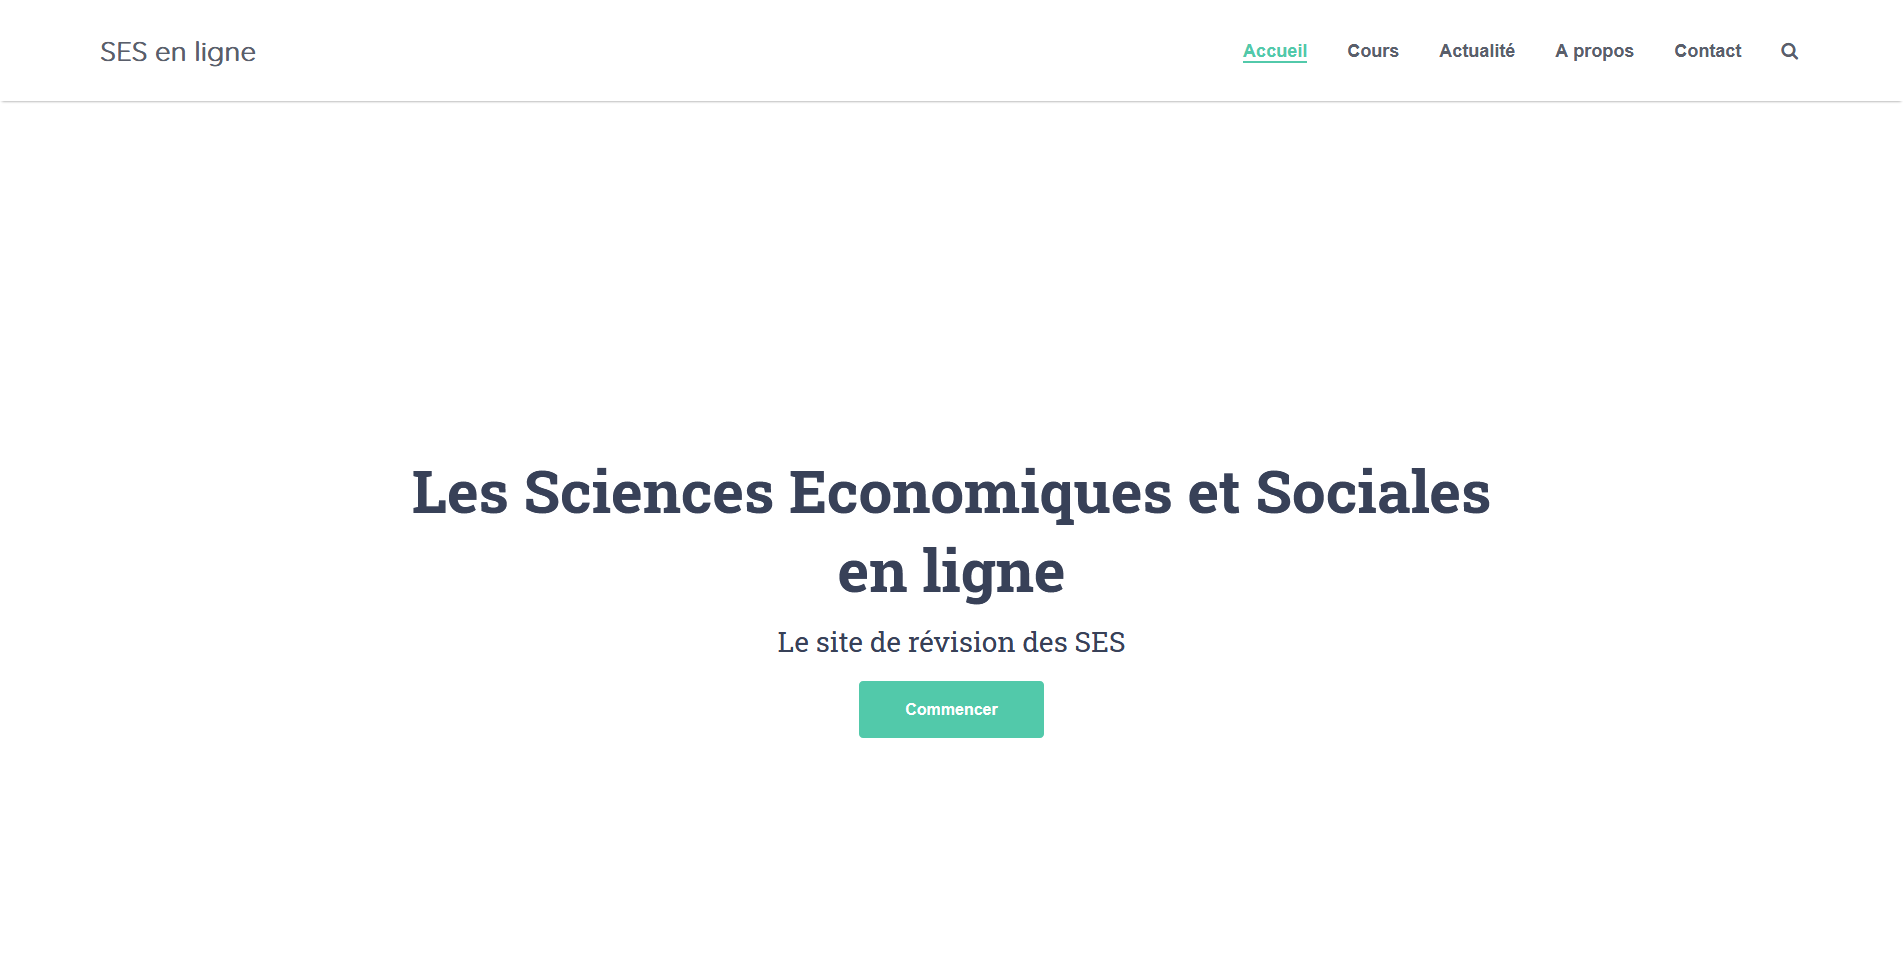 SES en ligne
Accueil Cours Actualité A propos Contact
Les Sciences Economiques et Sociales
en ligne
Le site de révision des SES
Commencer